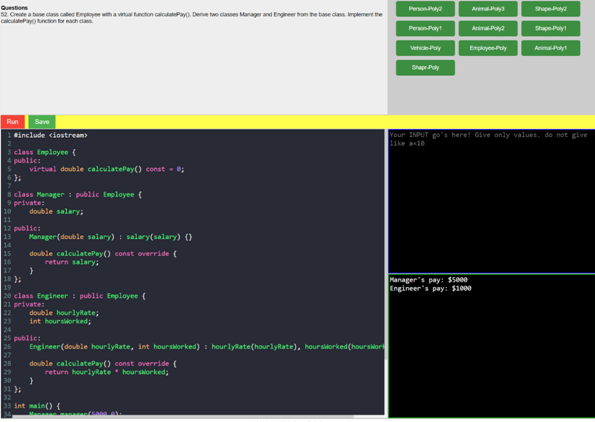 Questions
52. Create a base class called Employee with a virtual function calculatePay(). Derive two classes Manager and Engineer from the base class. Implement the
calculatePay() function for each class.
Person-Poly2 Animal-Poly3 Shape-Poly2
Person-Poly1 Animal-Poly2 Shape-Poly1
Vehicle-Poly Employee-Poly Animal-Poly1
Shapr-Poly
Run Save
1 #include <iostream>
2
3 class Employee {
4 public:
5 virtual double calculatePay() const = 0;
6 };
7
8 class Manager : public Employee {
9 private:
10 double salary;
11
12 public:
13 Manager(double salary) : salary(salary) {}
14
15 double calculatePay() const override {
16 return salary;
17 }
18 };
19
20 class Engineer : public Employee {
21 private:
22 double hourlyRate;
23 int hoursWorked;
24
25 public:
26 Engineer(double hourlyRate, int hoursWorked) : hourlyRate(hourlyRate), hoursWorked(hoursWork
27
28 double calculatePay() const override {
29 return hourlyRate * hoursWorked;
30 }
31 };
32
33 int main() {
34 Manager manager(5000.0);
Your INPUT go's here! Give only values. do not give
like a=10
Manager's pay: $5000
Engineer's pay: $1000